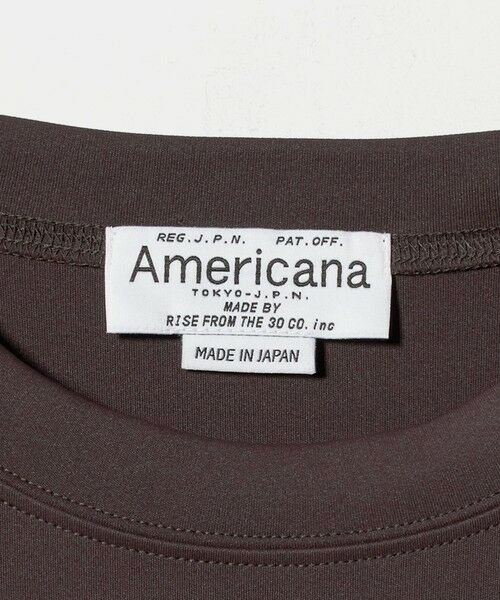 REG.J.P.N. PAT.OFF.
Americana
TOKYO-J.P.N.
MADE BY
RISE FROM THE 30 CO. inc
MADE IN JAPAN